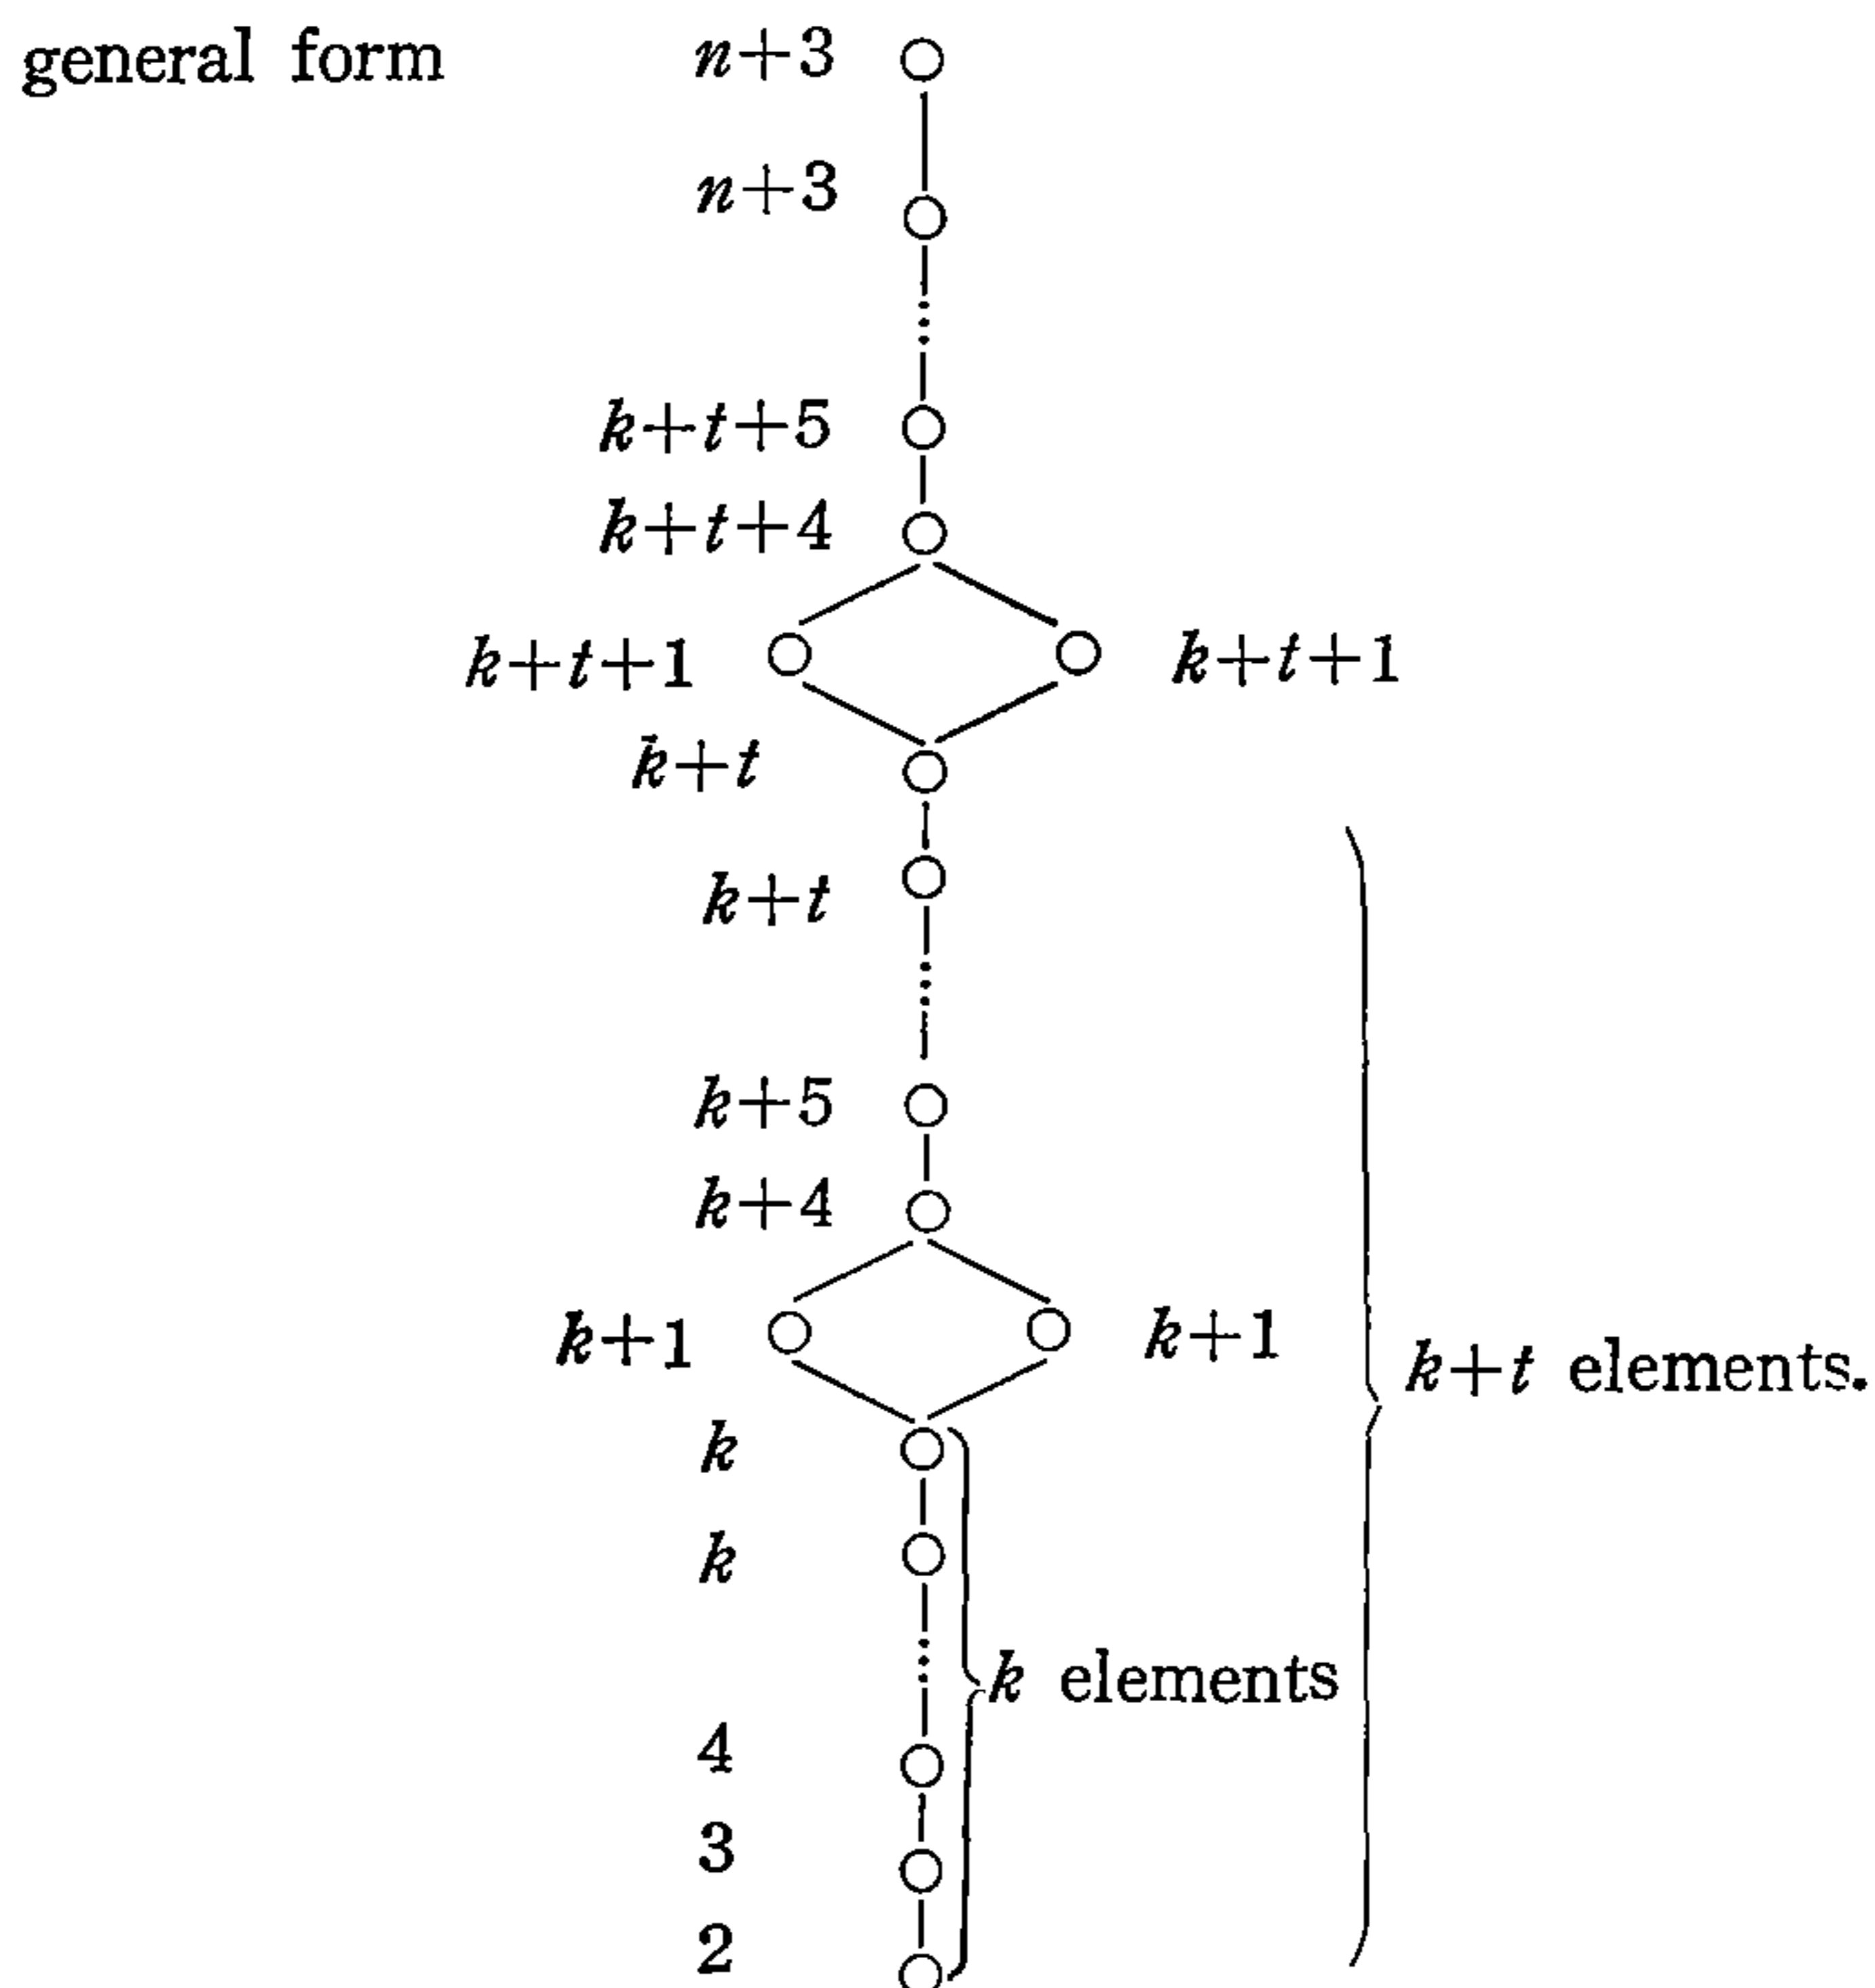 general form n+3
n+3
k+t+5
k+t+4
k+t+1 k+t+1
k+t
k+t
k+5
k+4
k+1 k+1
k+t elements.
k
k
k elements
4
3
2